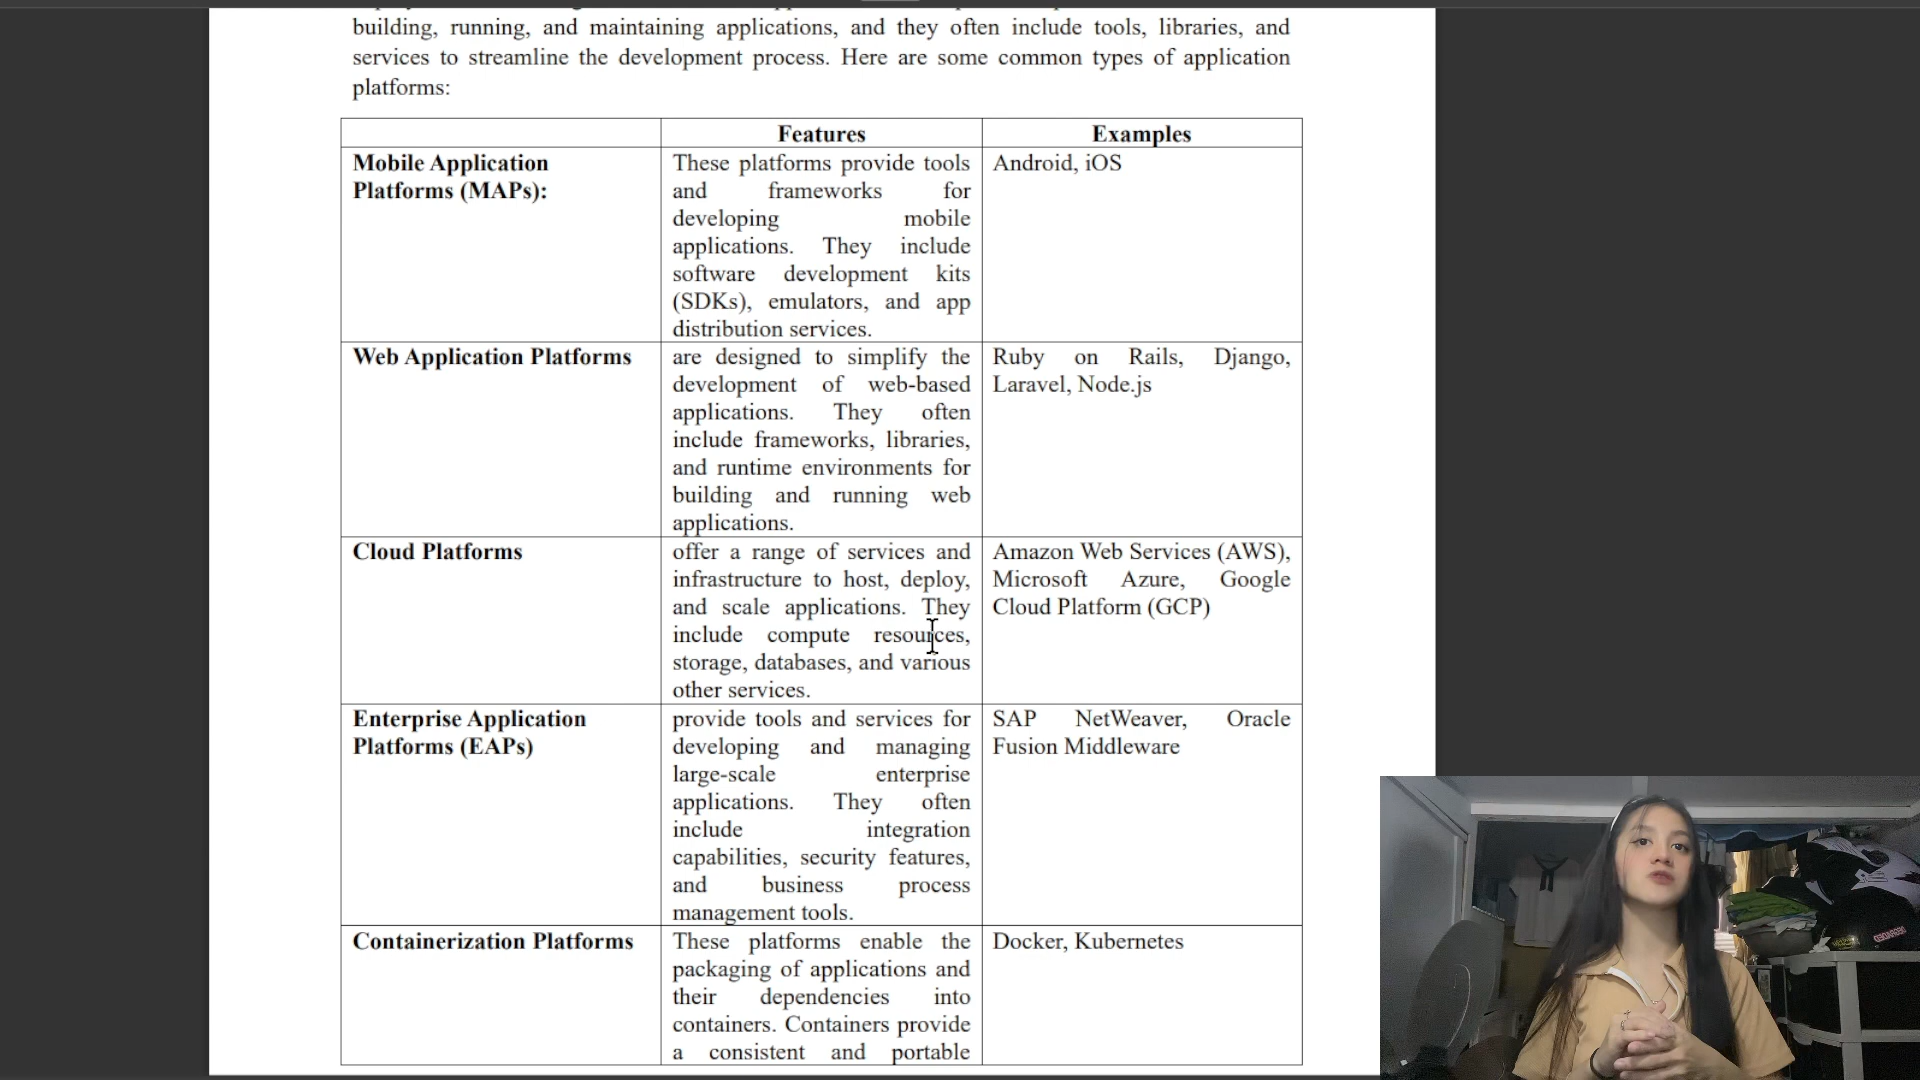 building, running, and maintaining applications, and they often include tools, libraries, and
services to streamline the development process. Here are some common types of application
platforms:
Features
Examples
Mobile Application
Platforms (MAPs):
These platforms provide tools
and frameworks for
developing mobile
applications. They include
software development kits
(SDKs), emulators, and app
distribution services.
Android, iOS
Web Application Platforms
are designed to simplify the
development of web-based
applications. They often
include frameworks, libraries,
and runtime environments for
building and running web
applications.
Ruby on Rails, Django,
Laravel, Node.js
Cloud Platforms
offer a range of services and
infrastructure to host, deploy,
and scale applications. They
include compute resources,
storage, databases, and various
other services.
Amazon Web Services (AWS),
Microsoft Azure, Google
Cloud Platform (GCP)
Enterprise Application
Platforms (EAPs)
provide tools and services for
developing and managing
large-scale enterprise
applications. They often
include integration
capabilities, security features,
and business process
management tools.
SAP NetWeaver, Oracle
Fusion Middleware
Containerization Platforms
These platforms enable the
packaging of applications and
their dependencies into
containers. Containers provide
a consistent and portable
Docker, Kubernetes